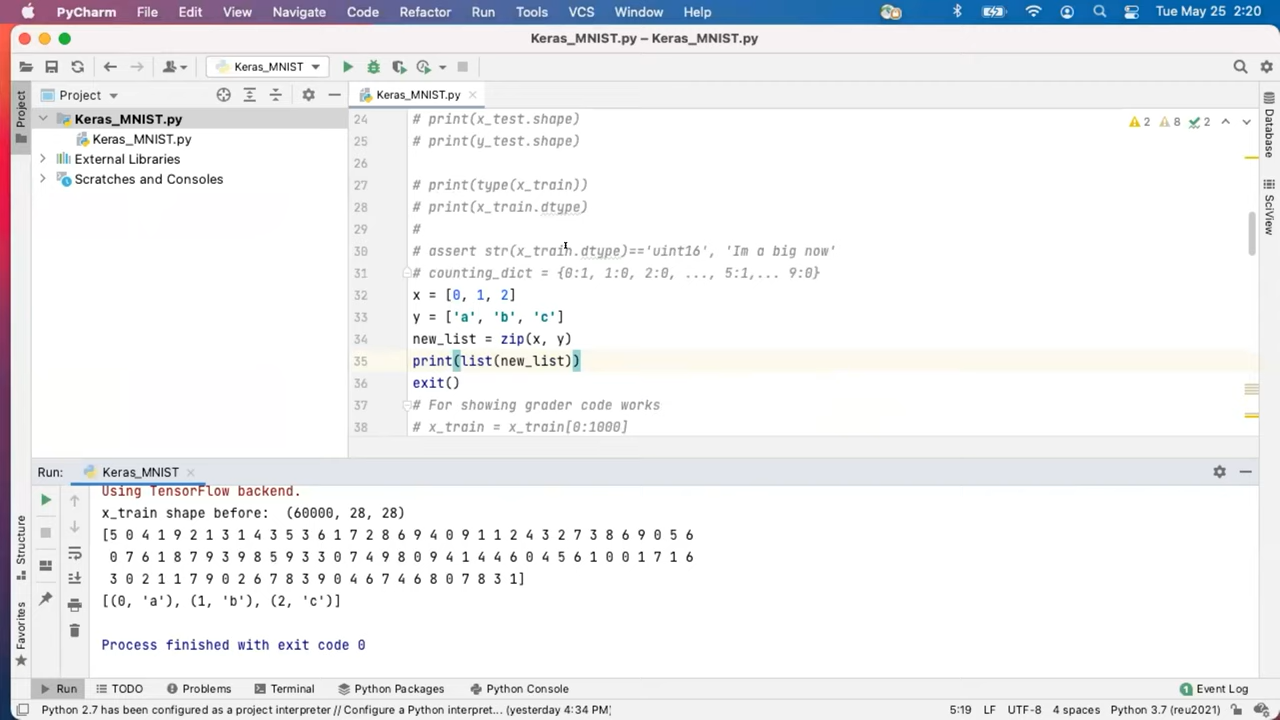 PyCharm File Edit View Navigate Code Refactor Run Tools VCS Window Help Tue May 25 2:20
Keras_MNIST.py – Keras_MNIST.py
Keras_MNIST
Project
Project
Keras_MNIST.py
Keras_MNIST.py
Keras_MNIST.py
External Libraries
Scratches and Consoles
2 8 2
24 # print(x_test.shape)
25 # print(y_test.shape)
26
27 # print(type(x_train))
28 # print(x_train.dtype)
29 #
30 # assert str(x_train.dtype)=='uint16', 'Im a big now'
31 # counting_dict = {0:1, 1:0, 2:0, ..., 5:1,... 9:0}
32 x = [0, 1, 2]
33 y = ['a', 'b', 'c']
34 new_list = zip(x, y)
35 print(list(new_list))
36 exit()
37 # For showing grader code works
38 # x_train = x_train[0:1000]
Database
SciView
Run: Keras_MNIST
Using TensorFlow backend.
x_train shape before:  (60000, 28, 28)
[5 0 4 1 9 2 1 3 1 4 3 5 3 6 1 7 2 8 6 9 4 0 9 1 1 2 4 3 2 7 3 8 6 9 0 5 6
0 7 6 1 8 7 9 3 9 8 5 9 3 3 0 7 4 9 8 0 9 4 1 4 4 6 0 4 5 6 1 0 0 1 7 1 6
3 0 2 1 1 7 9 0 2 6 7 8 3 9 0 4 6 7 4 6 8 0 7 8 3 1]
[(0, 'a'), (1, 'b'), (2, 'c')]
Process finished with exit code 0
Structure
Favorites
Run TODO Problems Terminal Python Packages Python Console 1 Event Log
Python 2.7 has been configured as a project interpreter // Configure a Python interpret... (yesterday 4:34 PM) 5:19 LF UTF-8 4 spaces Python 3.7 (reu2021)